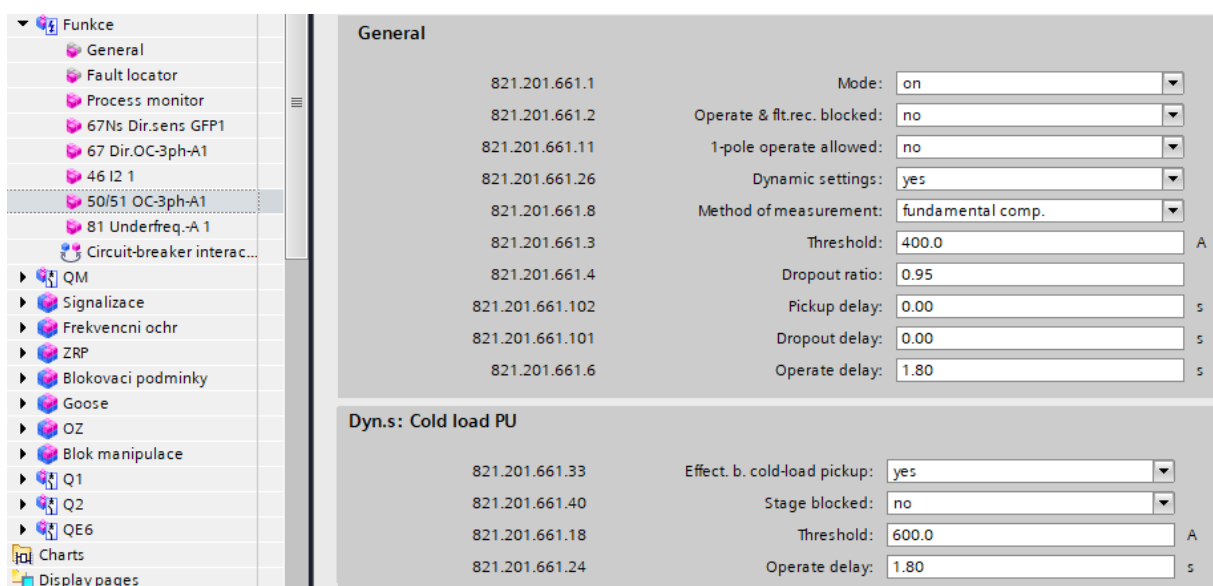 Funkce
General
Fault locator
Process monitor
67Ns Dir.sens GFP1
67 Dir.OC-3ph-A1
46 I2 1
50/51 OC-3ph-A1
81 Underfreq.-A 1
Circuit-breaker interac...
QM
Signalizace
Frekvencni ochr
ZRP
Blokovaci podminky
Goose
OZ
Blok manipulace
Q1
Q2
QE6
Charts
Display pages
General
821.201.661.1 Mode: on
821.201.661.2 Operate & flt.rec. blocked: no
821.201.661.11 1-pole operate allowed: no
821.201.661.26 Dynamic settings: yes
821.201.661.8 Method of measurement: fundamental comp.
821.201.661.3 Threshold: 400.0 A
821.201.661.4 Dropout ratio: 0.95
821.201.661.102 Pickup delay: 0.00 s
821.201.661.101 Dropout delay: 0.00 s
821.201.661.6 Operate delay: 1.80 s
Dyn.s: Cold load PU
821.201.661.33 Effect. b. cold-load pickup: yes
821.201.661.40 Stage blocked: no
821.201.661.18 Threshold: 600.0 A
821.201.661.24 Operate delay: 1.80 s